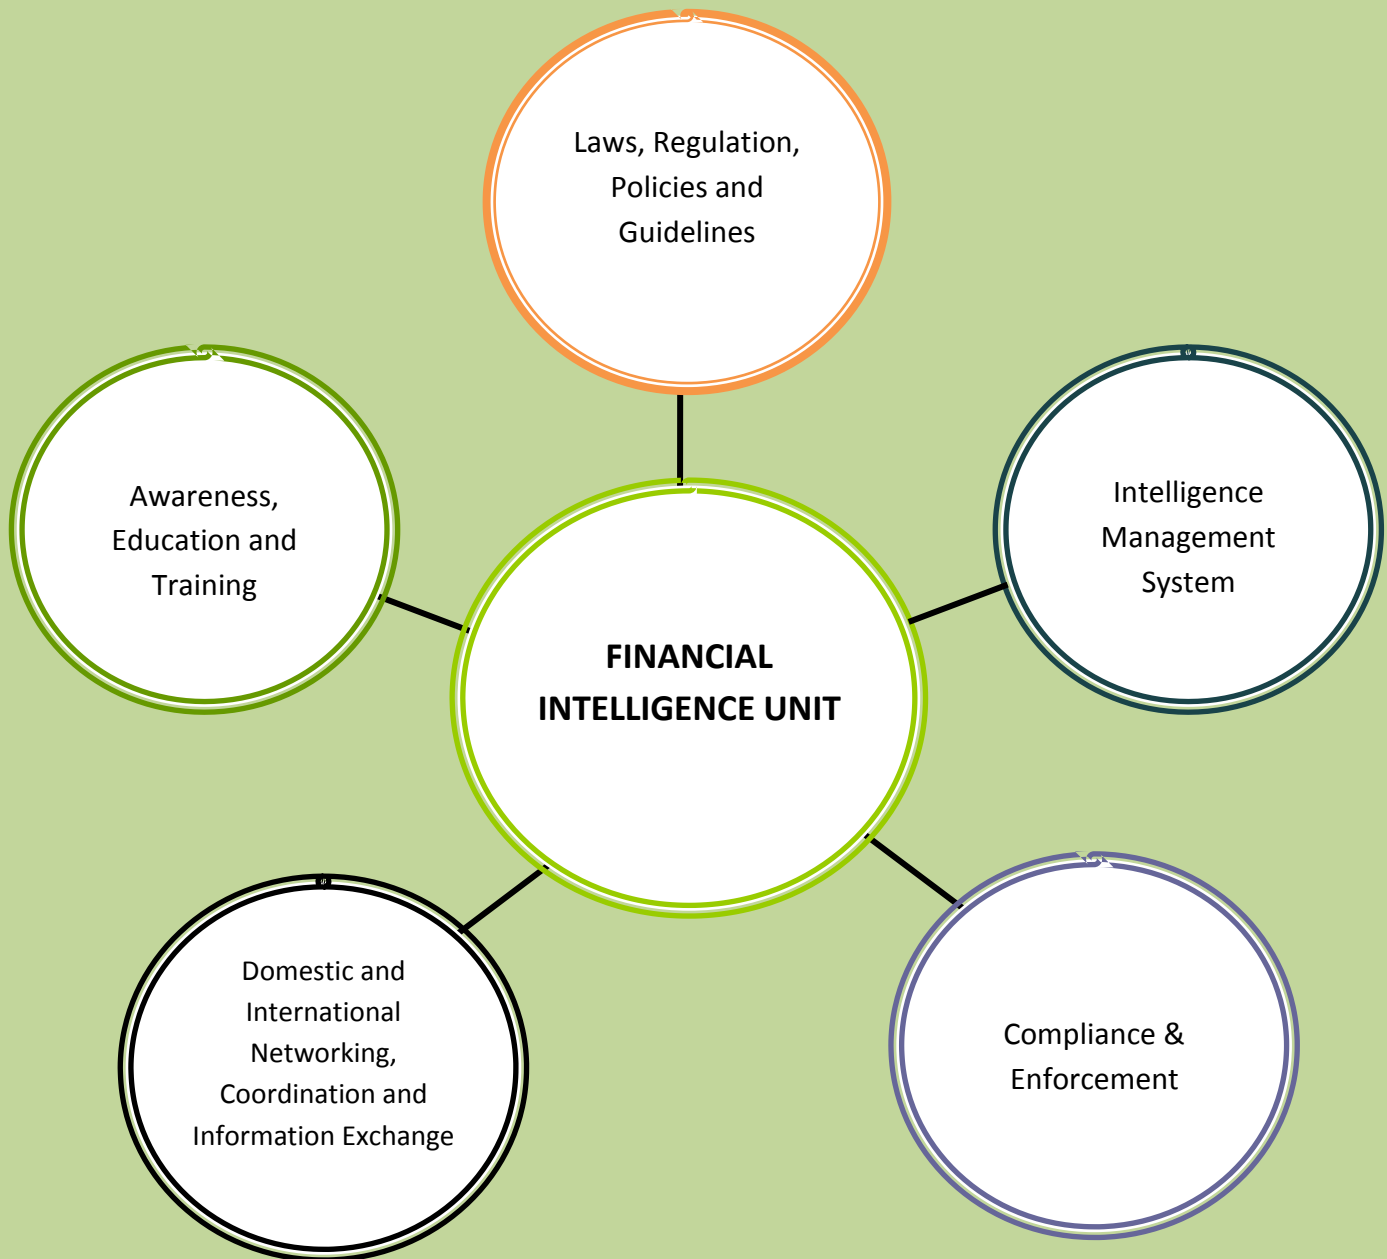 Laws, Regulation,
Policies and
Guidelines
Awareness,
Education and
Training
Intelligence
Management
System
FINANCIAL
INTELLIGENCE UNIT
Domestic and
International
Networking,
Coordination and
Information Exchange
Compliance &
Enforcement